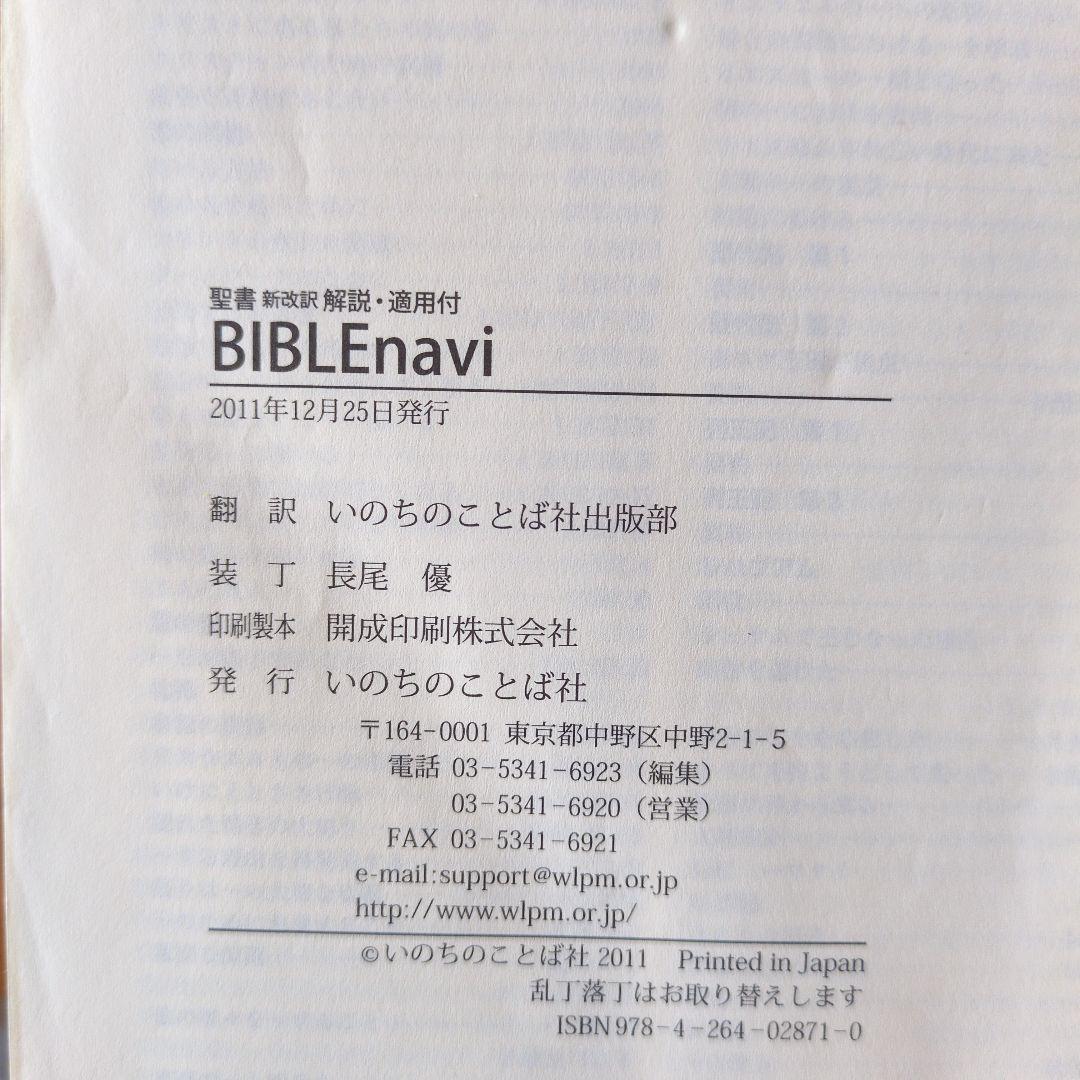 聖書 新改訳 解説・適用付
BIBLEnavi
2011年12月25日発行
翻　訳　いのちのことば社出版部
装　丁　長尾　優
印刷製本　開成印刷株式会社
発　行　いのちのことば社
〒164-0001 東京都中野区中野2-1-5
電話 03-5341-6923（編集）
03-5341-6920（営業）
FAX 03-5341-6921
e-mail:support@wlpm.or.jp
http://www.wlpm.or.jp/
©いのちのことば社 2011　Printed in Japan
乱丁落丁はお取り替えします
ISBN978-4-264-02871-0